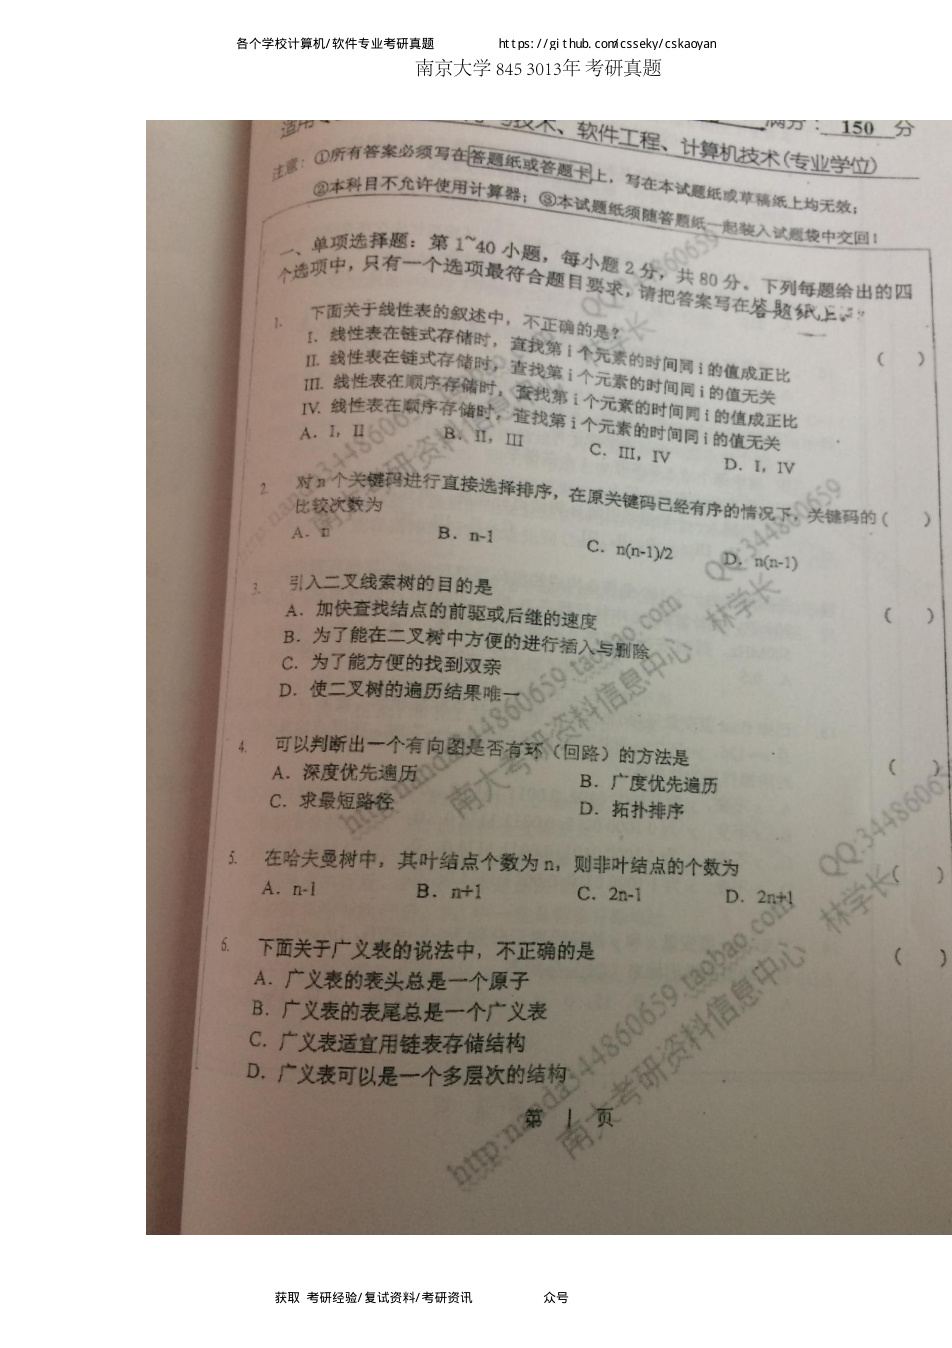 各个学校计算机/软件专业考研真题 https://github.com/csseky/cskaoyan
南京大学 845 3013年 考研真题
满分: 150 分
技术、软件工程、计算机技术(专业学位)
注意: ①所有答案必须写在答题纸或答题卡上,写在本试题纸或草稿纸上均无效;
②本科目不允许使用计算器;③本试题纸须随答题纸一起装入试题袋中交回!
一、单项选择题: 第 1~40 小题, 每小题 2 分, 共 80 分。下列每题给出的四
个选项中, 只有一个选项最符合题目要求, 请把答案写在答题纸上。
1. 下面关于线性表的叙述中, 不正确的是? ( )
I. 线性表在链式存储时, 查找第 i 个元素的时间同 i 的值成正比
II. 线性表在链式存储时, 查找第 i 个元素的时间同 i 的值无关
III. 线性表在顺序存储时, 查找第 i 个元素的时间同 i 的值成正比
IV. 线性表在顺序存储时, 查找第 i 个元素的时间同 i 的值无关
A. I, II B. II, III C. III, IV D. I, IV
2. 对 n 个关键码进行直接选择排序, 在原关键码已经有序的情况下, 关键码的 ( )
比较次数为
A. n B. n-1 C. n(n-1)/2 D. n(n-1)
3. 引入二叉线索树的目的是 ( )
A. 加快查找结点的前驱或后继的速度
B. 为了能在二叉树中方便的进行插入与删除
C. 为了能方便的找到双亲
D. 使二叉树的遍历结果唯一
4. 可以判断出一个有向图是否有环(回路)的方法是 ( )
A. 深度优先遍历 B. 广度优先遍历
C. 求最短路径 D. 拓扑排序
5. 在哈夫曼树中, 其叶结点个数为 n, 则非叶结点的个数为 ( )
A. n-1 B. n+1 C. 2n-1 D. 2n+1
6. 下面关于广义表的说法中, 不正确的是 ( )
A. 广义表的表头总是一个原子
B. 广义表的表尾总是一个广义表
C. 广义表适宜用链表存储结构
D. 广义表可以是一个多层次的结构
第 1 页
http:nanda344860659.taobao.com QQ:344860659
南大考研资料信息中心 林学长
获取 考研经验/复试资料/考研资讯 众号